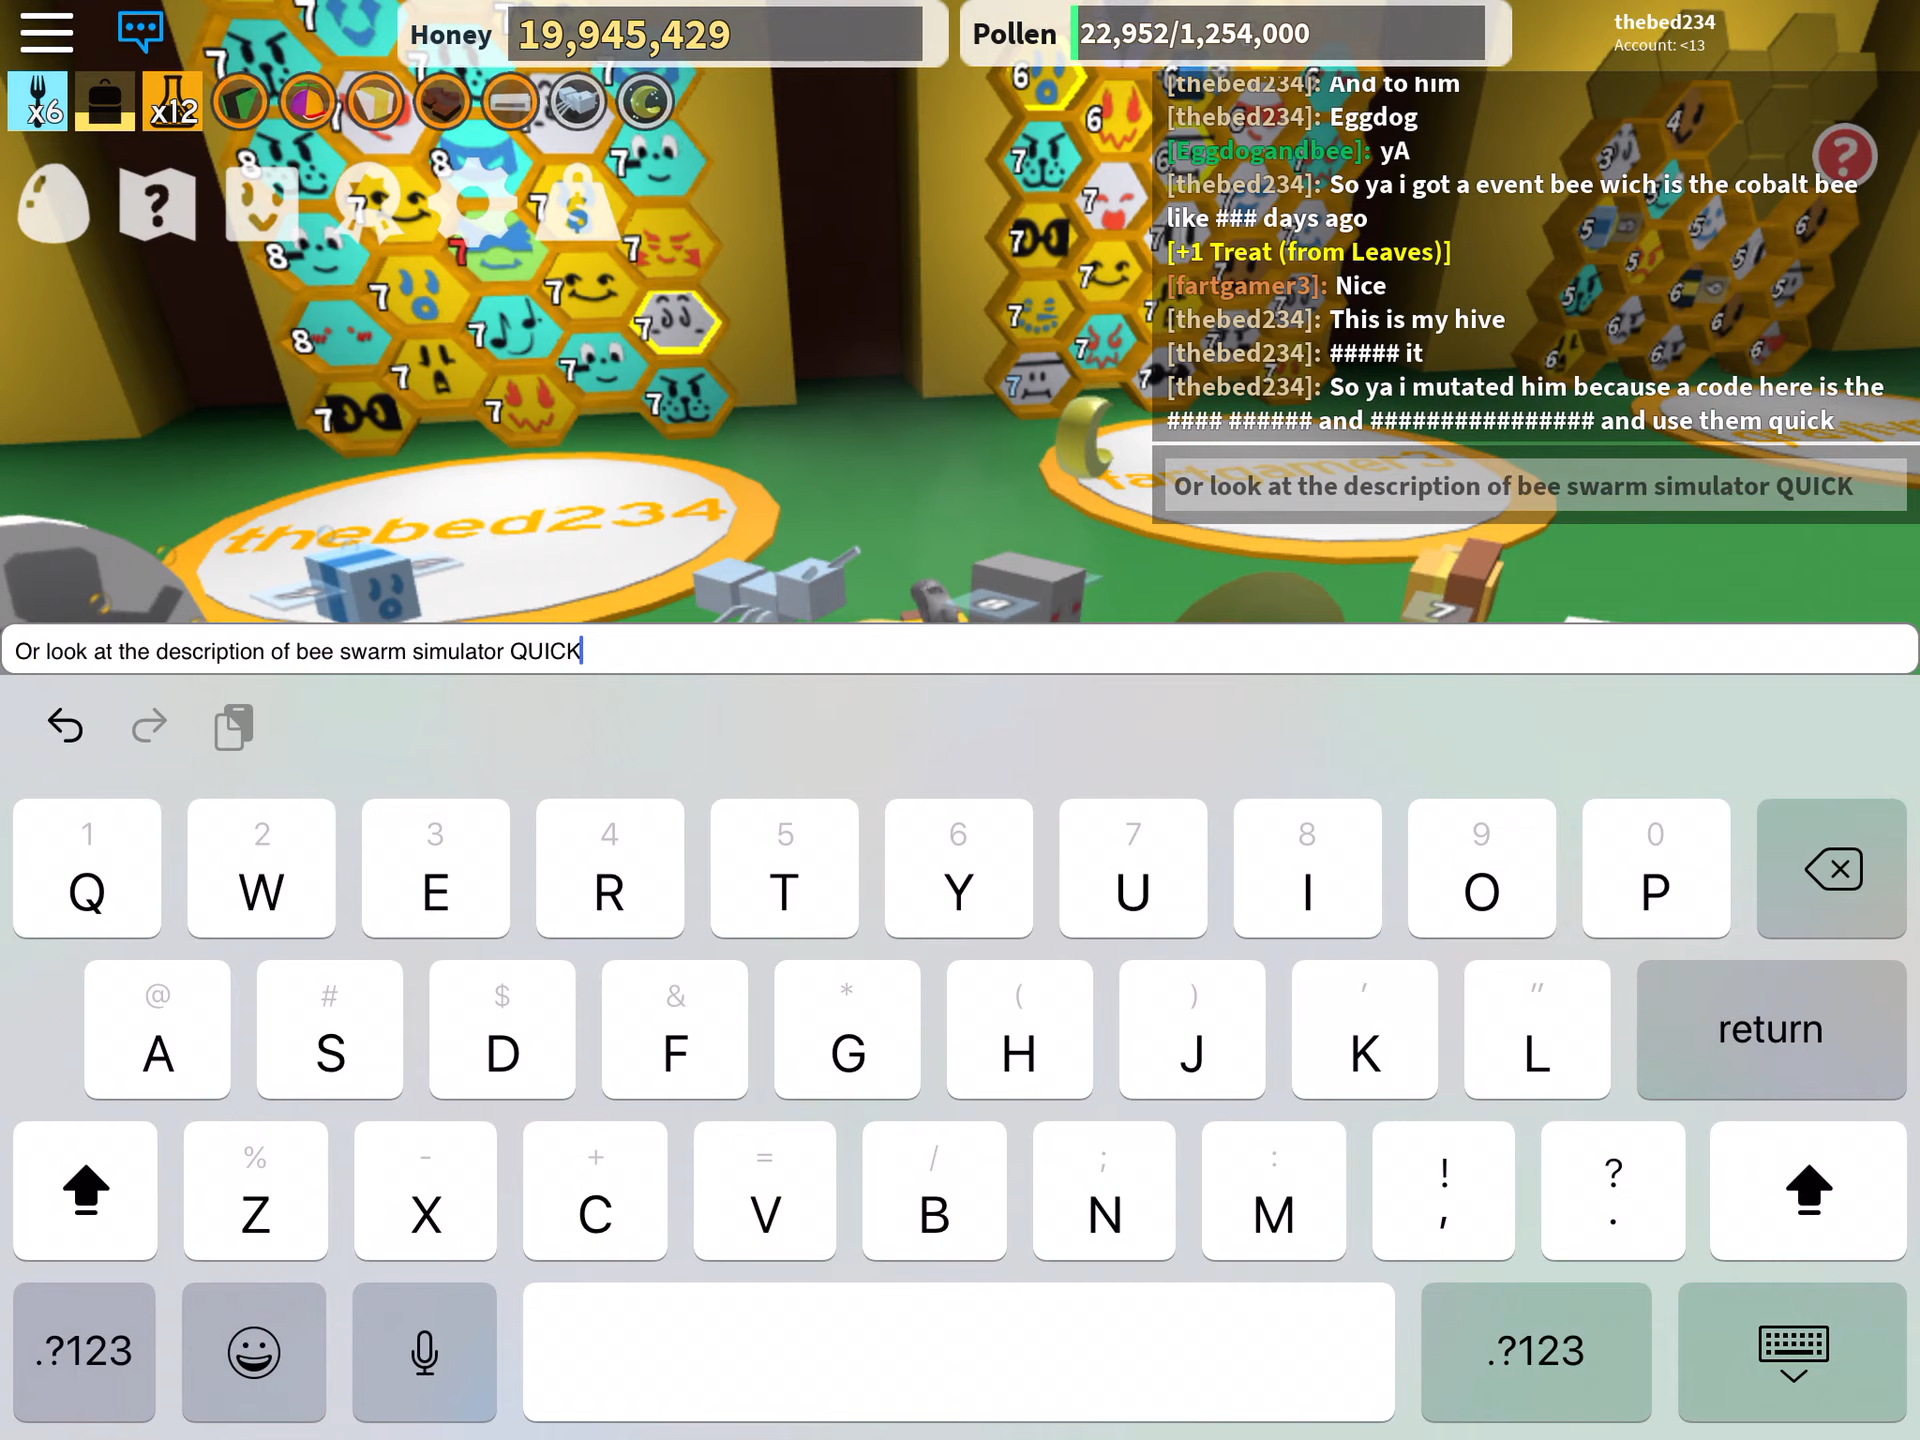 Honey 19,945,429
Pollen 22,952/1,254,000
thebed234
Account: <13
x6
x12
[thebed234]: And to him
[thebed234]: Eggdog
[Eggdogandbee]: yA
[thebed234]: So ya i got a event bee wich is the cobalt bee
like ### days ago
[+1 Treat (from Leaves)]
[fartgamer3]: Nice
[thebed234]: This is my hive
[thebed234]: ##### it
[thebed234]: So ya i mutated him because a code here is the
#### ###### and ############### and use them quick
Or look at the description of bee swarm simulator QUICK
thebed234
fartgamer3
Or look at the description of bee swarm simulator QUICK
1 2 3 4 5 6 7 8 9 0
Q W E R T Y U I O P
@ # $ & * ( ) ' "
A S D F G H J K L return
% - + = / ; : ! ?
Z X C V B N M , .
.?123 .?123